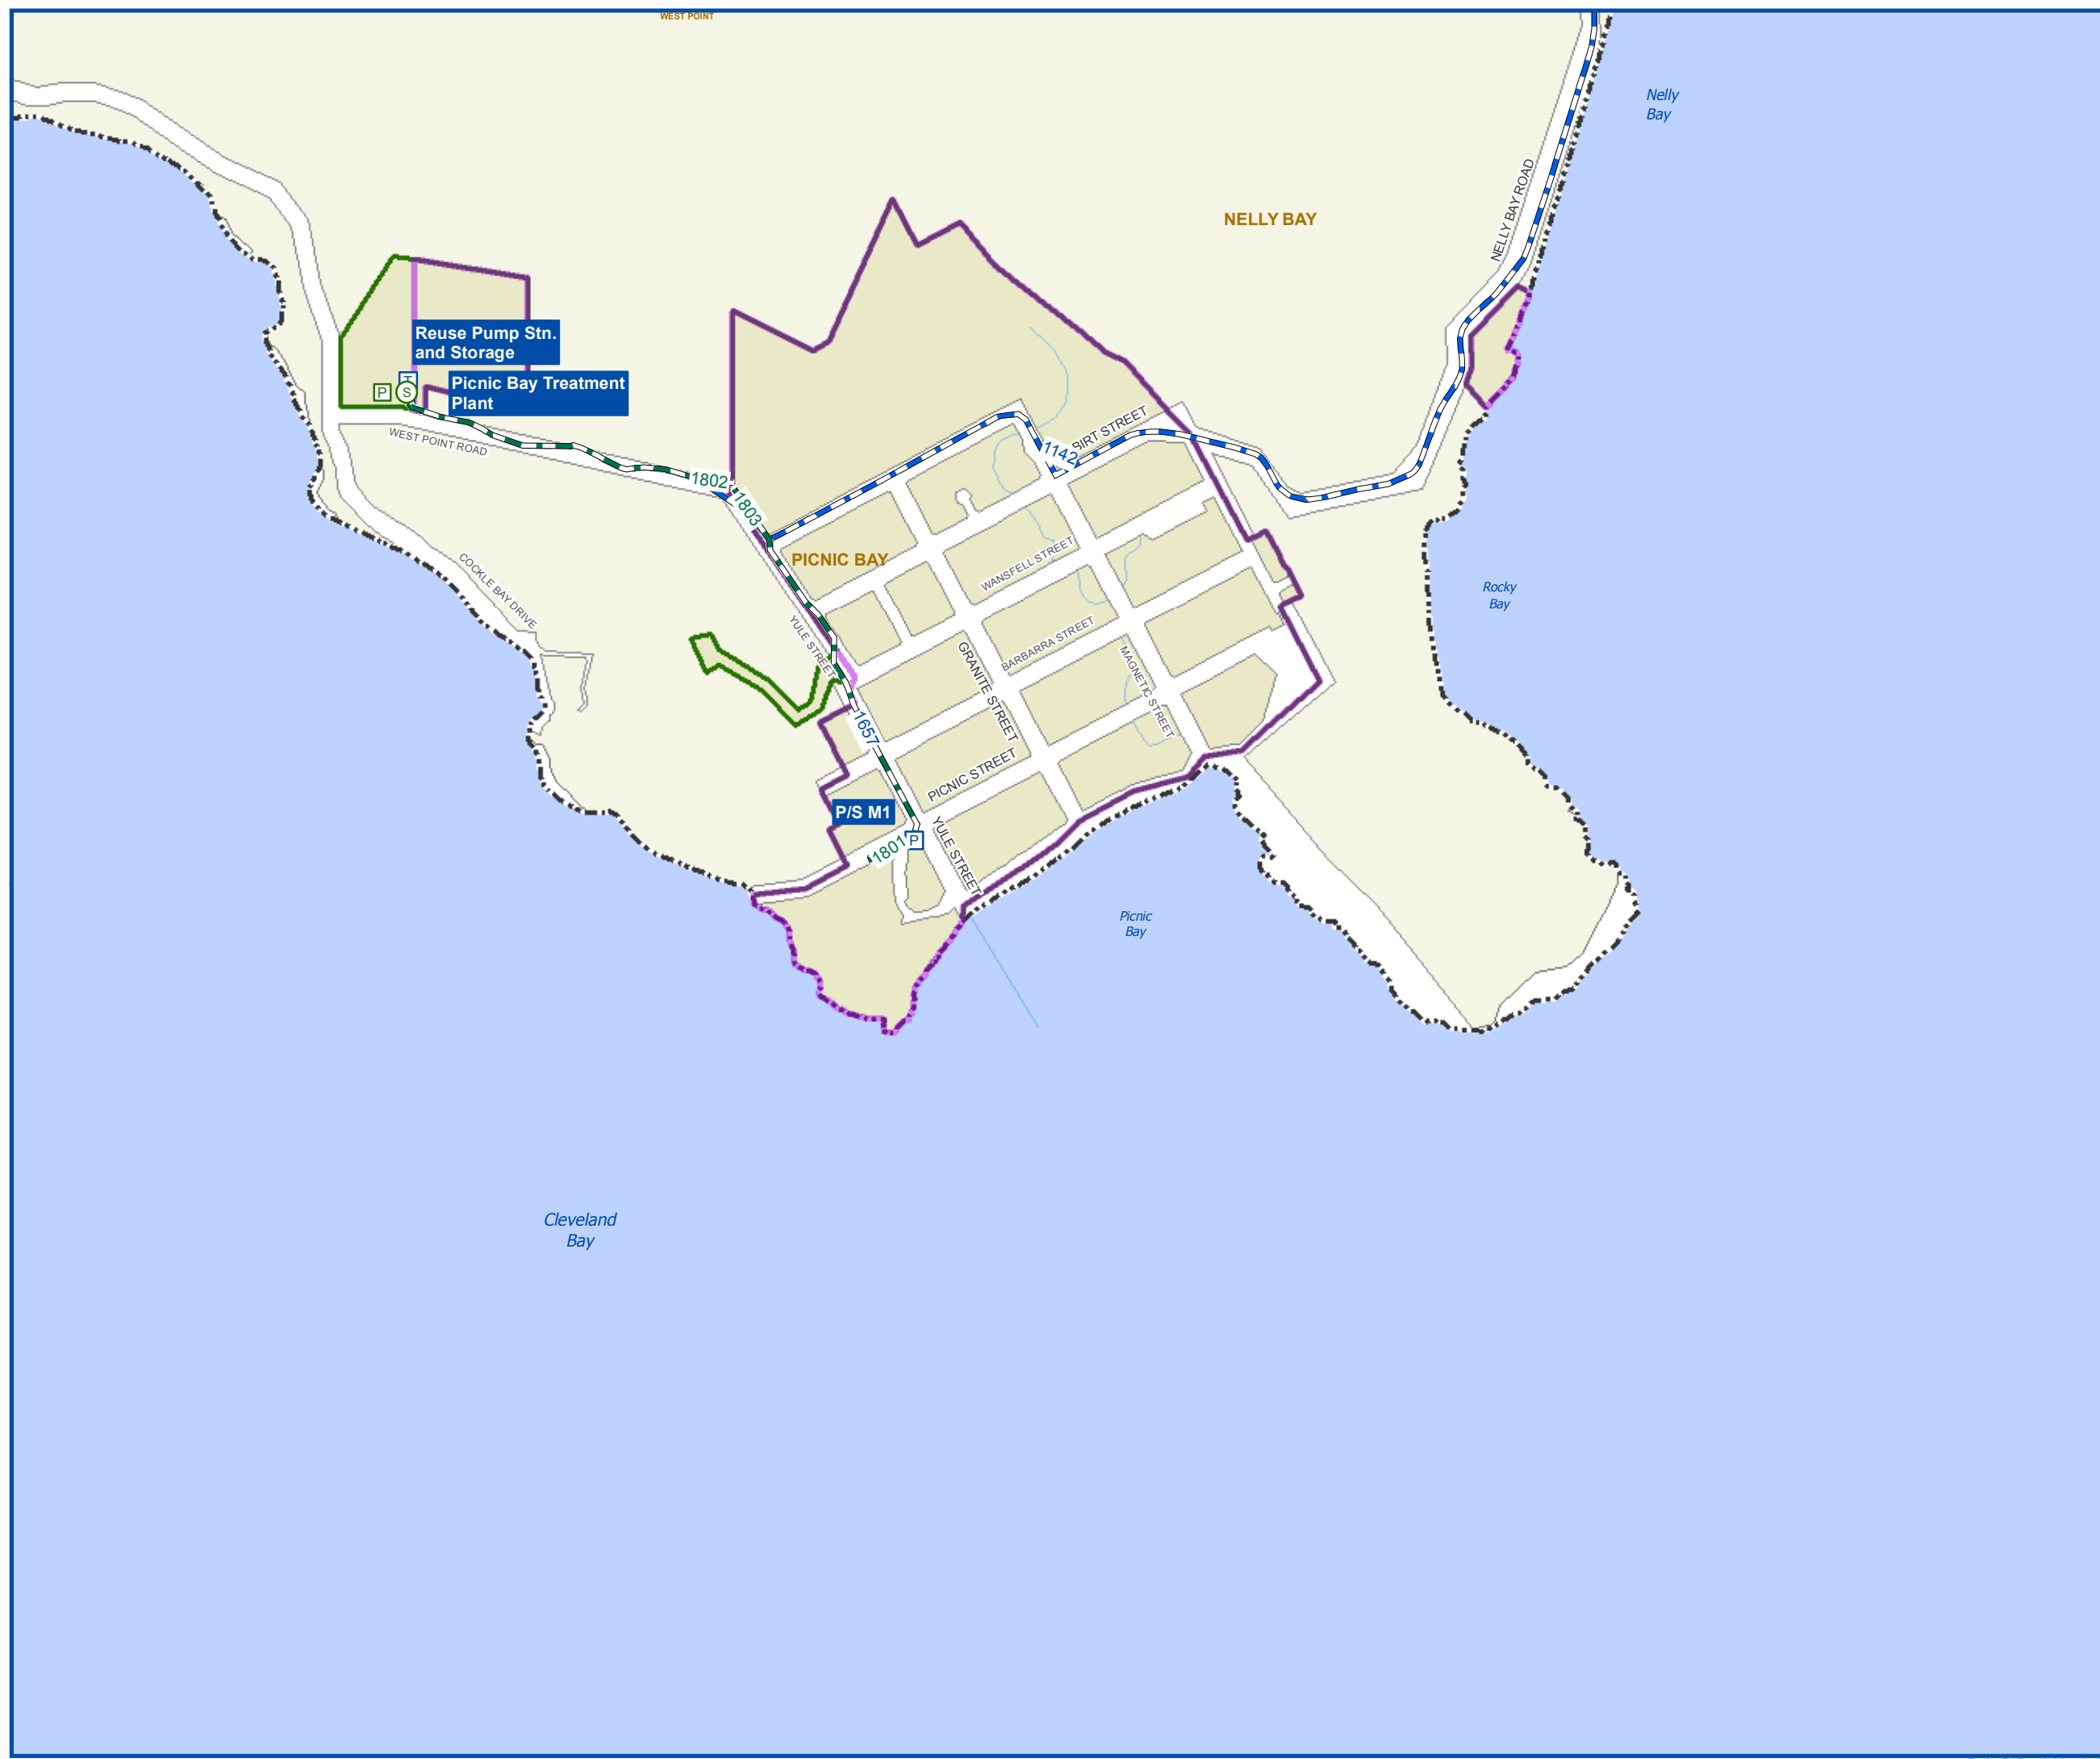 WEST POINT
Nelly
Bay
NELLY BAY ROAD
NELLY BAY
Reuse Pump Stn.
and Storage
T
P
S
Picnic Bay Treatment
Plant
WEST POINT ROAD
BIRT STREET
1142
1802
1803
PICNIC BAY
WANSFELL STREET
COCKLE BAY DRIVE
Rocky
Bay
YULE STREET
BARBARRA STREET
GRANITE STREET
MAGNETIC STREET
1657
PICNIC STREET
P/S M1
P
1801
YULE STREET
Picnic
Bay
Cleveland
Bay